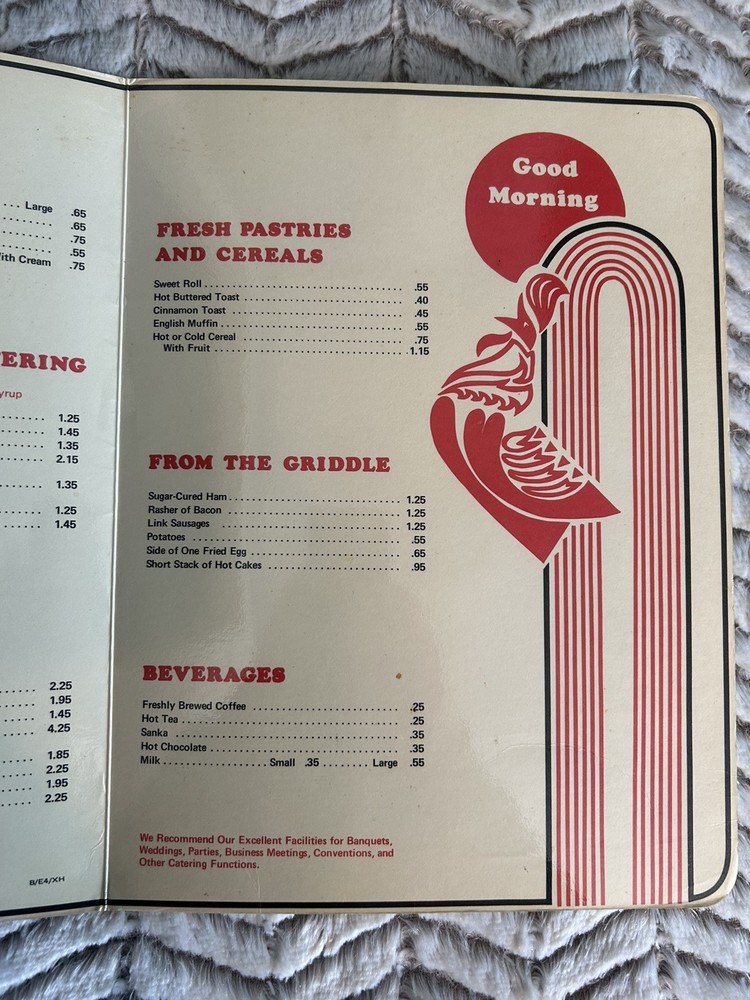 Large .65
.65
.75
.55
With Cream .75
ERING
yrup
1.25
1.45
1.35
2.15
1.35
1.25
1.45
2.25
1.95
1.45
4.25
1.85
2.25
1.95
2.25
B/E4/XH
Good
Morning
FRESH PASTRIES
AND CEREALS
Sweet Roll .55
Hot Buttered Toast .40
Cinnamon Toast .45
English Muffin .55
Hot or Cold Cereal .75
With Fruit 1.15
FROM THE GRIDDLE
Sugar-Cured Ham 1.25
Rasher of Bacon 1.25
Link Sausages 1.25
Potatoes .55
Side of One Fried Egg .65
Short Stack of Hot Cakes .95
BEVERAGES
Freshly Brewed Coffee .25
Hot Tea .25
Sanka .35
Hot Chocolate .35
Milk Small .35 Large .55
We Recommend Our Excellent Facilities for Banquets,
Weddings, Parties, Business Meetings, Conventions, and
Other Catering Functions.